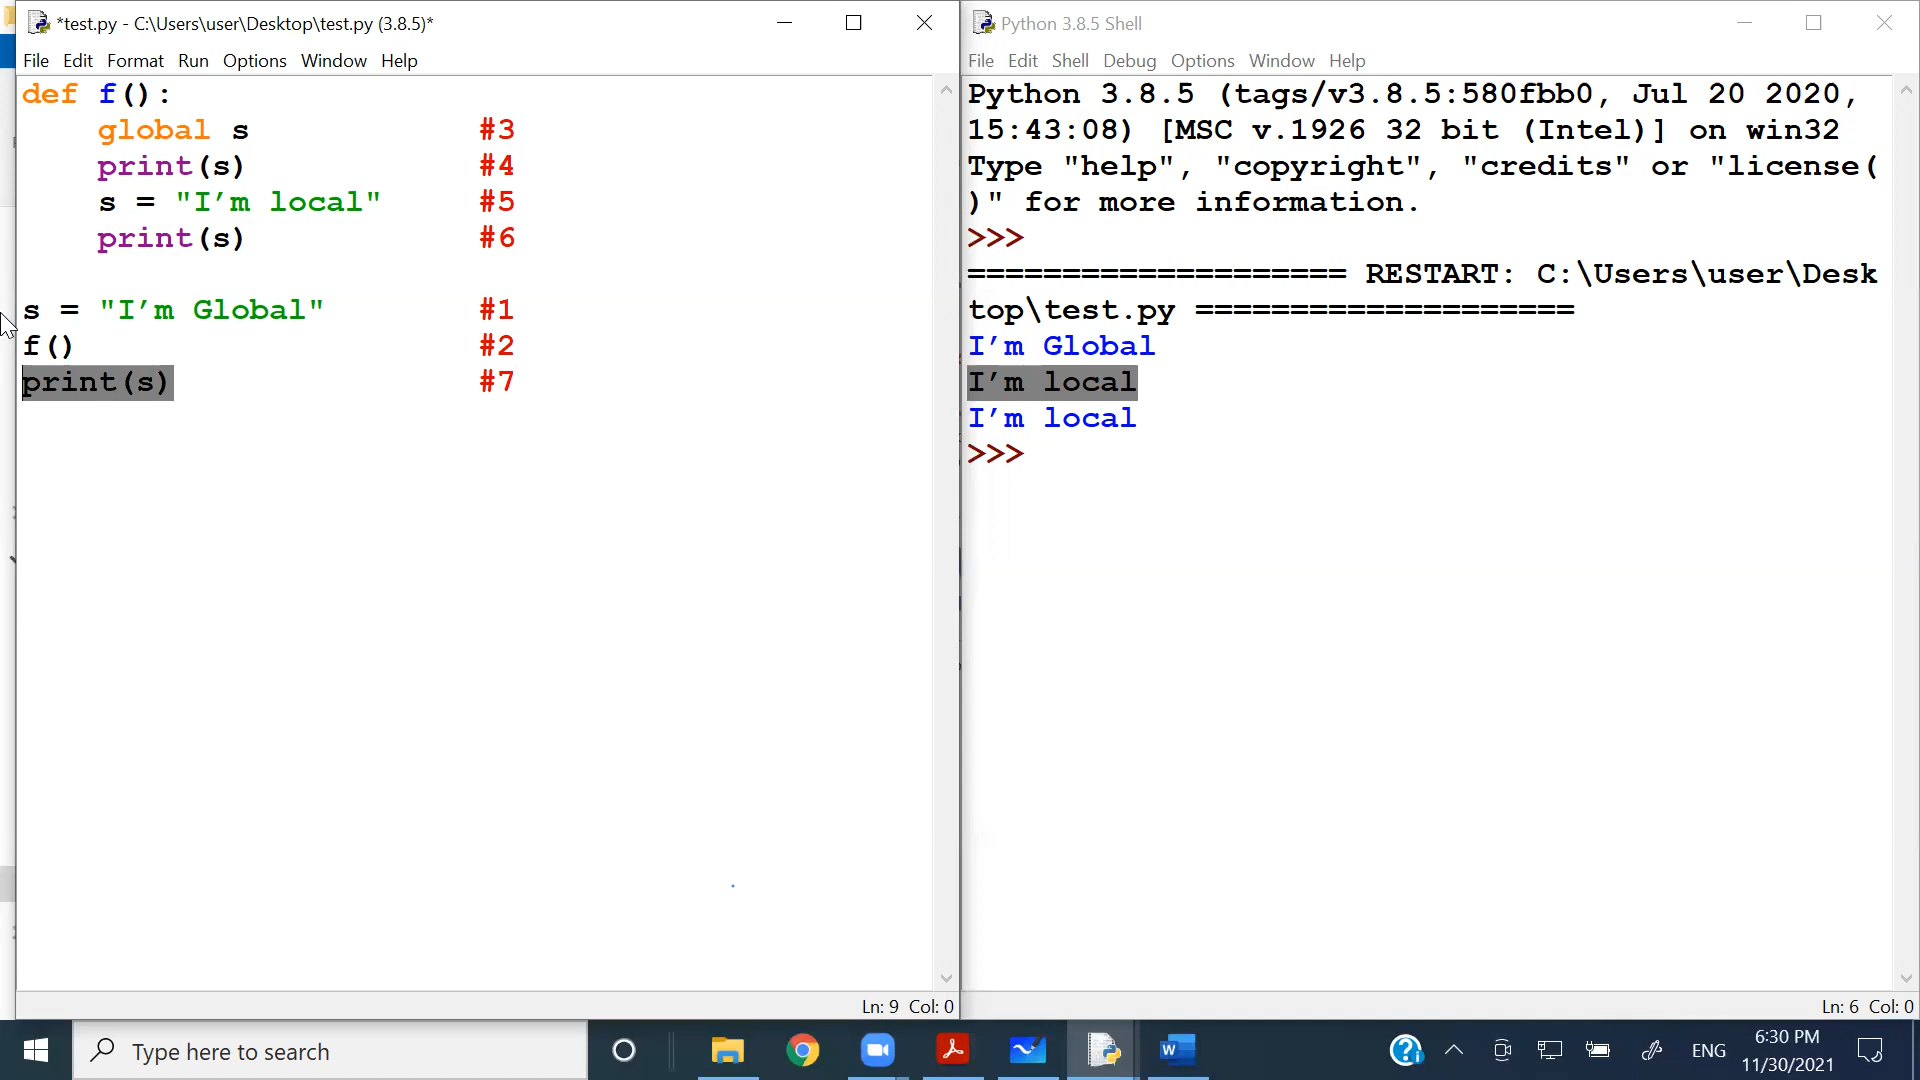 *test.py - C:\Users\user\Desktop\test.py (3.8.5)*
File Edit Format Run Options Window Help
def f():
global s #3
print(s) #4
s = "I’m local" #5
print(s) #6
s = "I’m Global" #1
f() #2
print(s) #7
Ln: 9 Col: 0
Python 3.8.5 Shell
File Edit Shell Debug Options Window Help
Python 3.8.5 (tags/v3.8.5:580fbb0, Jul 20 2020,
15:43:08) [MSC v.1926 32 bit (Intel)] on win32
Type "help", "copyright", "credits" or "license(
)" for more information.
>>>
==================== RESTART: C:\Users\user\Desk
top\test.py ====================
I’m Global
I’m local
I’m local
>>>
Ln: 6 Col: 0
Type here to search
W
?
ENG
6:30 PM
11/30/2021